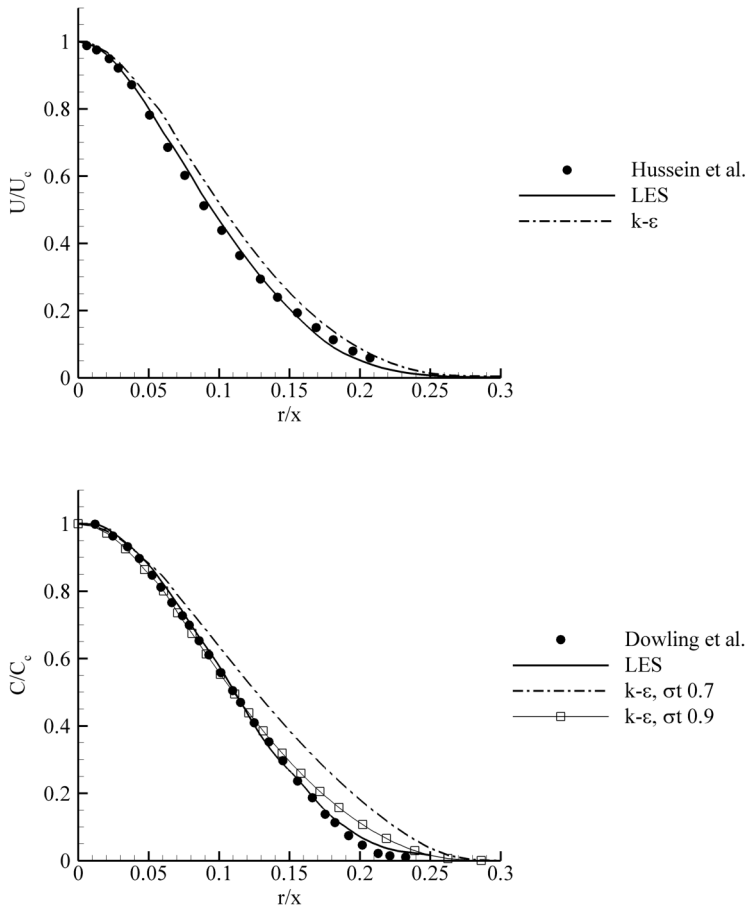 1
0.8
0.6
0.4
0.2
0
U/Uc
0 0.05 0.1 0.15 0.2 0.25 0.3
r/x
Hussein et al.
LES
k-ε
1
0.8
0.6
0.4
0.2
0
C/Cc
0 0.05 0.1 0.15 0.2 0.25 0.3
r/x
Dowling et al.
LES
k-ε, σt 0.7
k-ε, σt 0.9